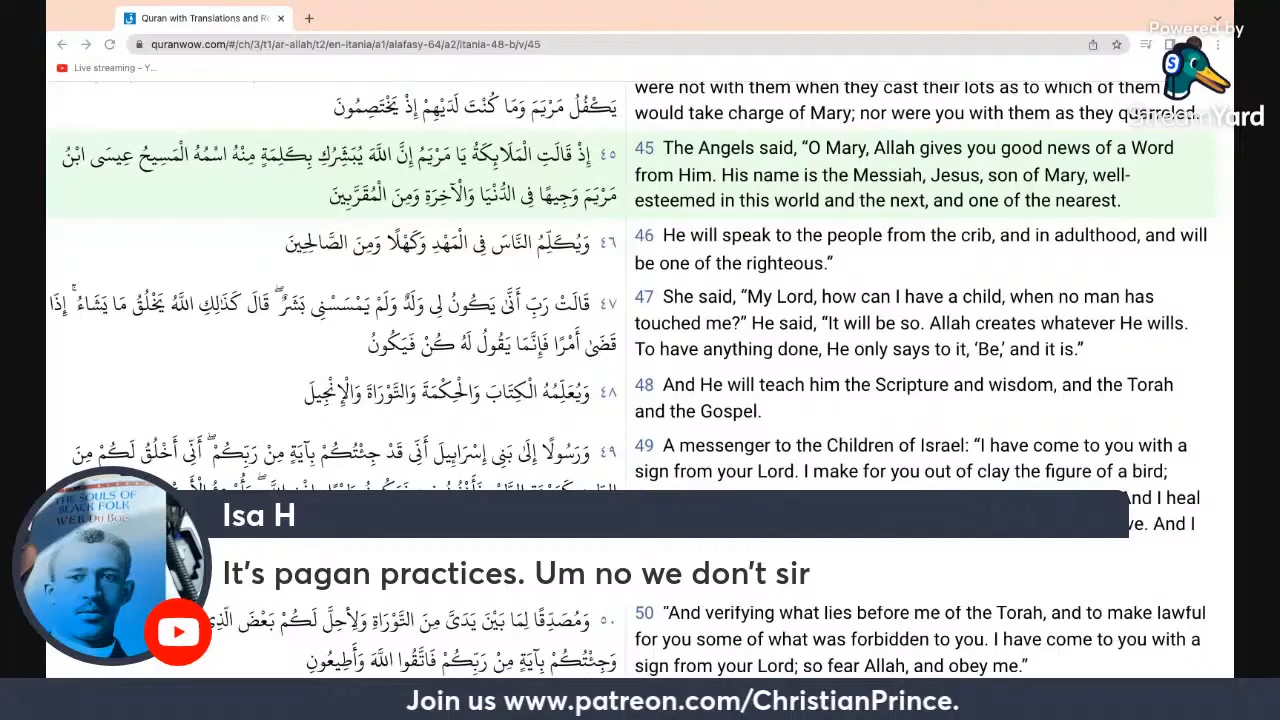 Quran with Translations and Re
quranwow.com/#/ch/3/t1/ar-allah/t2/en-itania/a1/alafasy-64/a2/itania-48-b/v/45
Powered by
StreamYard
Live streaming - Y...
يَكْفُلُ مَرْيَمَ وَمَا كُنْتَ لَدَيْهِمْ إِذْ يَخْتَصِمُونَ
were not with them when they cast their lots as to which of them
would take charge of Mary; nor were you with them as they quarreled.
٤٥ إِذْ قَالَتِ الْمَلَائِكَةُ يَا مَرْيَمُ إِنَّ اللَّهَ يُبَشِّرُكِ بِكَلِمَةٍ مِنْهُ اسْمُهُ الْمَسِيحُ عِيسَى ابْنُ
مَرْيَمَ وَجِيهًا فِي الدُّنْيَا وَالْآخِرَةِ وَمِنَ الْمُقَرَّبِينَ
45 The Angels said, “O Mary, Allah gives you good news of a Word
from Him. His name is the Messiah, Jesus, son of Mary, well-
esteemed in this world and the next, and one of the nearest.
٤٦ وَيُكَلِّمُ النَّاسَ فِي الْمَهْدِ وَكَهْلًا وَمِنَ الصَّالِحِينَ
46 He will speak to the people from the crib, and in adulthood, and will
be one of the righteous.”
٤٧ قَالَتْ رَبِّ أَنَّىٰ يَكُونُ لِي وَلَدٌ وَلَمْ يَمْسَسْنِي بَشَرٌ ۖ قَالَ كَذَٰلِكِ اللَّهُ يَخْلُقُ مَا يَشَاءُ ۚ إِذَا
قَضَىٰ أَمْرًا فَإِنَّمَا يَقُولُ لَهُ كُنْ فَيَكُونُ
47 She said, “My Lord, how can I have a child, when no man has
touched me?” He said, “It will be so. Allah creates whatever He wills.
To have anything done, He only says to it, ‘Be,’ and it is.”
٤٨ وَيُعَلِّمُهُ الْكِتَابَ وَالْحِكْمَةَ وَالتَّوْرَاةَ وَالْإِنْجِيلَ
48 And He will teach him the Scripture and wisdom, and the Torah
and the Gospel.
٤٩ وَرَسُولًا إِلَىٰ بَنِي إِسْرَائِيلَ أَنِّي قَدْ جِئْتُكُمْ بِآيَةٍ مِنْ رَبِّكُمْ ۖ أَنِّي أَخْلُقُ لَكُمْ مِنَ
49 A messenger to the Children of Israel: “I have come to you with a
sign from your Lord. I make for you out of clay the figure of a bird;
And I heal
ve. And I
THE SOULS OF
BLACK FOLK
W.E.B. DU BOIS
Isa H
It's pagan practices. Um no we don't sir
٥٠ وَمُصَدِّقًا لِمَا بَيْنَ يَدَيَّ مِنَ التَّوْرَاةِ وَلِأُحِلَّ لَكُمْ بَعْضَ الَّذِي
وَجِئْتُكُمْ بِآيَةٍ مِنْ رَبِّكُمْ فَاتَّقُوا اللَّهَ وَأَطِيعُونِ
50 “And verifying what lies before me of the Torah, and to make lawful
for you some of what was forbidden to you. I have come to you with a
sign from your Lord; so fear Allah, and obey me.”
Join us www.patreon.com/ChristianPrince.